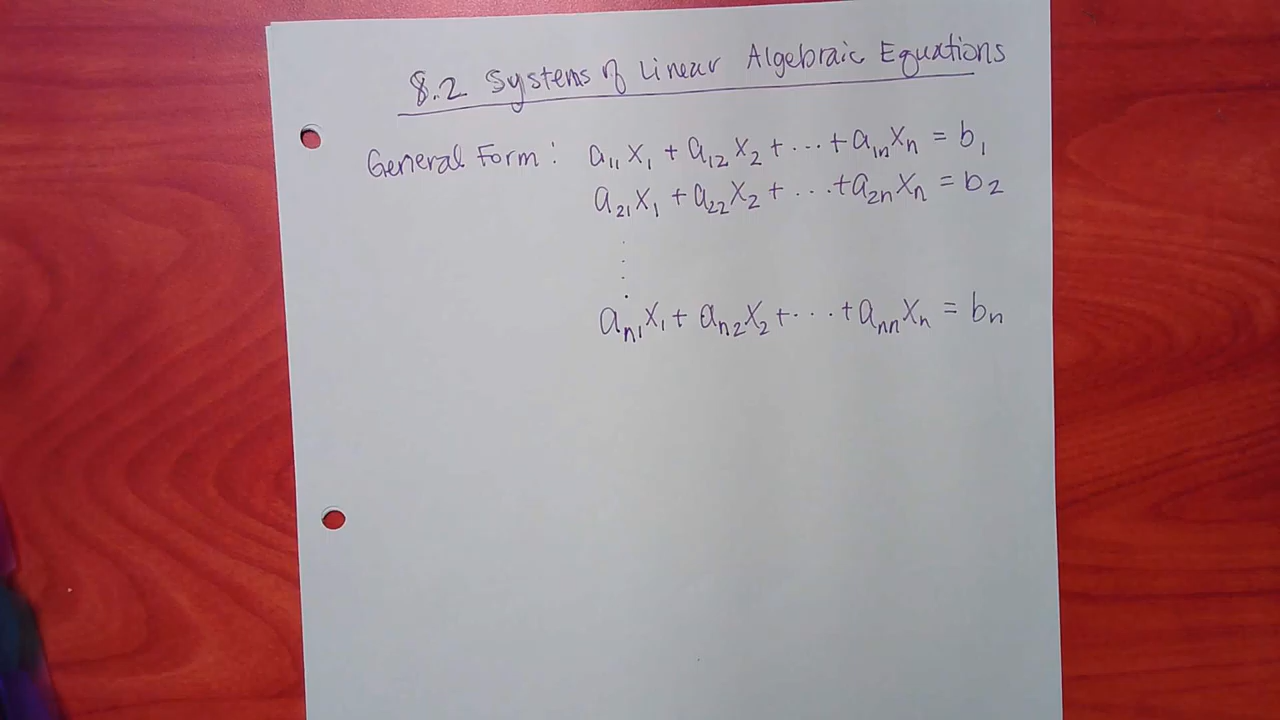 8.2 Systems of Linear Algebraic Equations
General Form: a₁₁x₁ + a₁₂x₂ + ... + a₁ₙxₙ = b₁
a₂₁x₁ + a₂₂x₂ + ... + a₂ₙxₙ = b₂
⋮
aₙ₁x₁ + aₙ₂x₂ + ... + aₙₙxₙ = bₙ